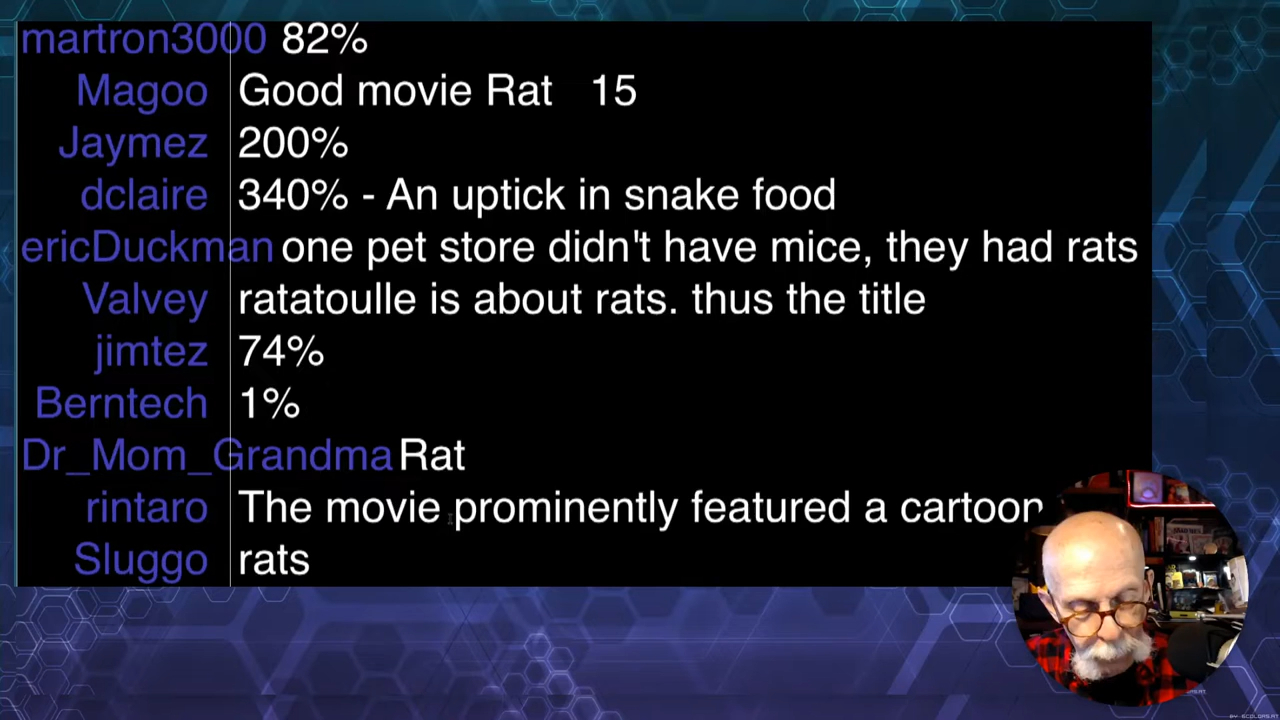 martron3000 82%
Magoo Good movie Rat 15
Jaymez 200%
dclaire 340% - An uptick in snake food
ericDuckman one pet store didn't have mice, they had rats
Valvey ratatoulle is about rats. thus the title
jimtez 74%
Berntech 1%
Dr_Mom_Grandma Rat
rintaro The movie prominently featured a cartoon
Sluggo rats